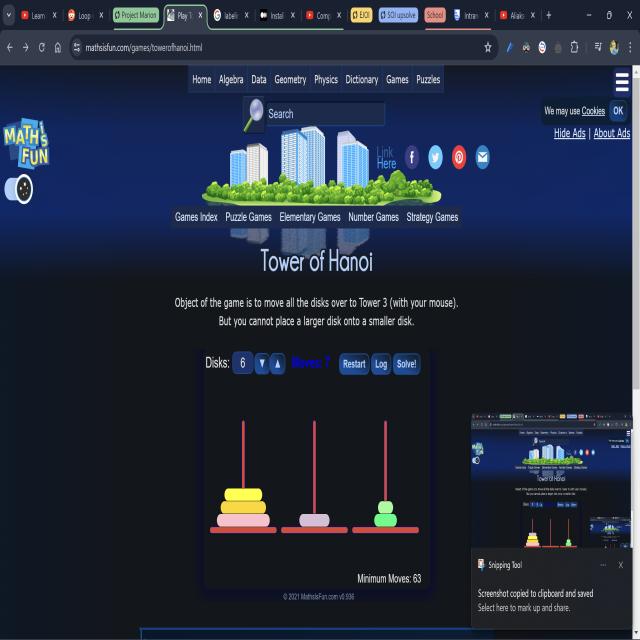 Learn
Loop
Project Marion
Play T
labeli
Instal
Comp
EJOI
SOI upsolve
School
Intran
Aliaks
mathsisfun.com/games/towerofhanoi.html
Home Algebra Data Geometry Physics Dictionary Games Puzzles
Search
We may use Cookies OK
Hide Ads | About Ads
MATH'S FUN
Link Here
Games Index Puzzle Games Elementary Games Number Games Strategy Games
Tower of Hanoi
Object of the game is to move all the disks over to Tower 3 (with your mouse).
But you cannot place a larger disk onto a smaller disk.
Disks: 6 ▼ ▲ Moves: 7 Restart Log Solve!
Minimum Moves: 63
© 2021 MathsIsFun.com v0.936
Snipping Tool
Screenshot copied to clipboard and saved
Select here to mark up and share.